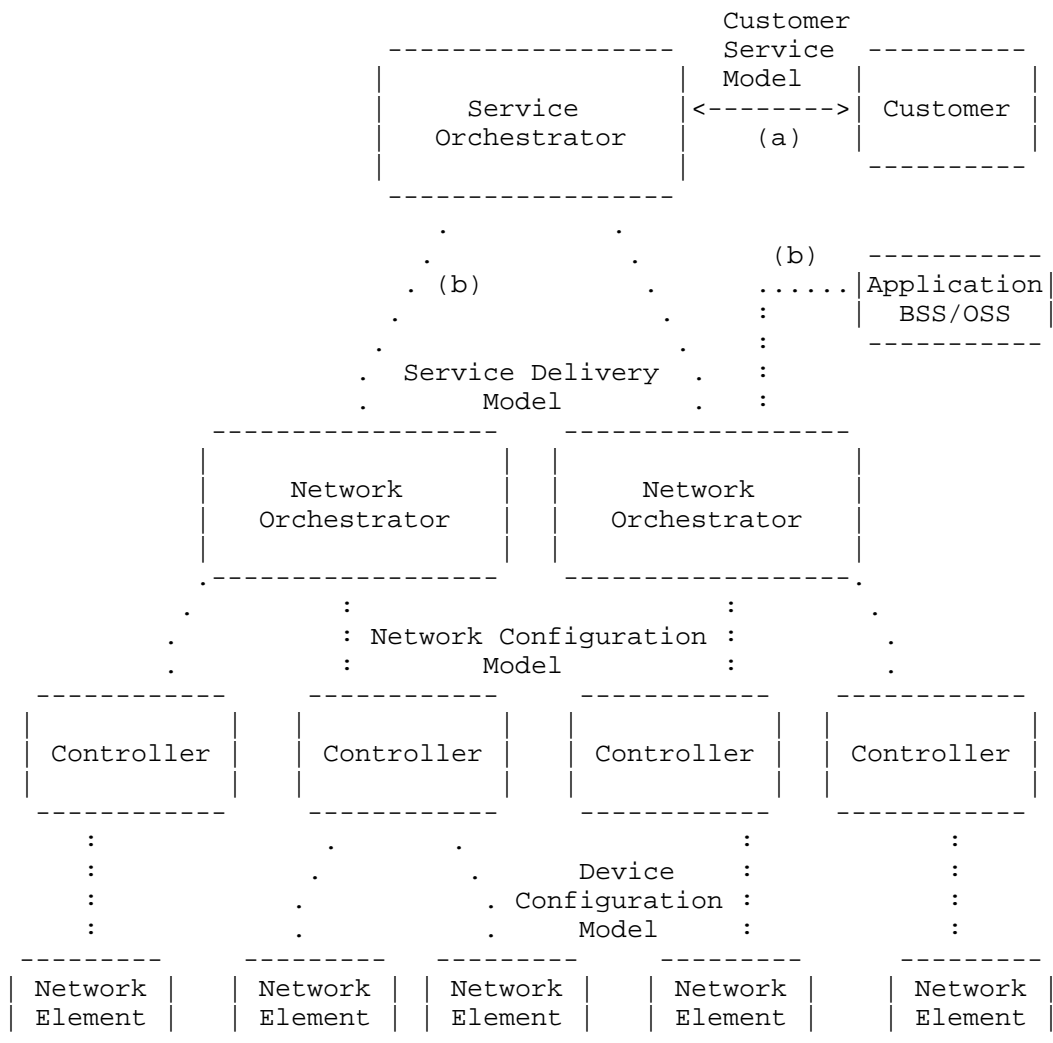 Customer
Service
Model
Service
Orchestrator
<-------->
Customer
(a)
(b)
(b)
Application
BSS/OSS
Service Delivery
Model
Network
Orchestrator
Network
Orchestrator
Network Configuration
Model
Controller
Controller
Controller
Controller
Device
Configuration
Model
Network
Element
Network
Element
Network
Element
Network
Element
Network
Element